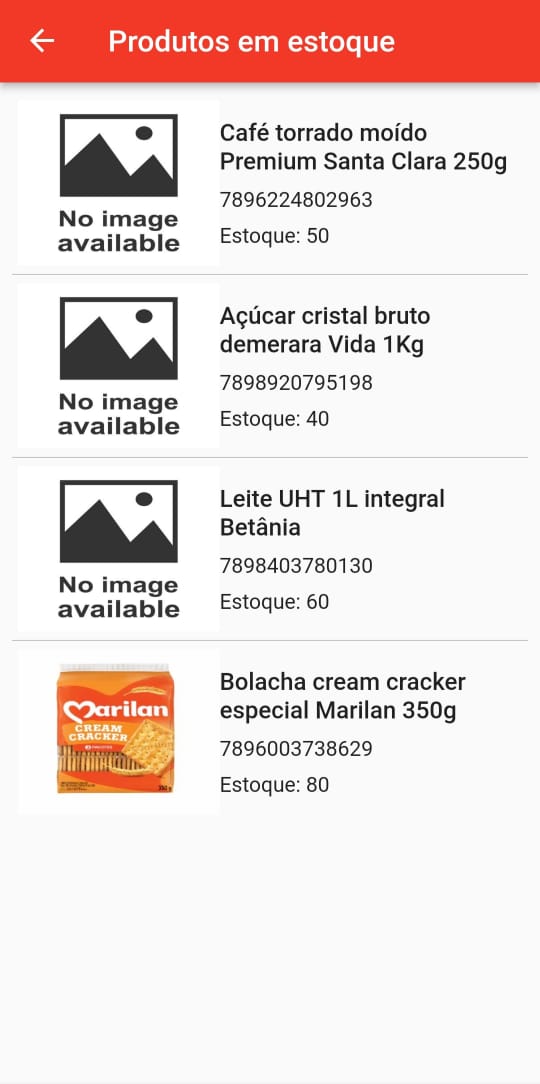 Produtos em estoque
No image
available
Café torrado moído
Premium Santa Clara 250g
7896224802963
Estoque: 50
No image
available
Açúcar cristal bruto
demerara Vida 1Kg
7898920795198
Estoque: 40
No image
available
Leite UHT 1L integral
Betânia
7898403780130
Estoque: 60
Marilan
CREAM
CRACKER
350 g
Bolacha cream cracker
especial Marilan 350g
7896003738629
Estoque: 80